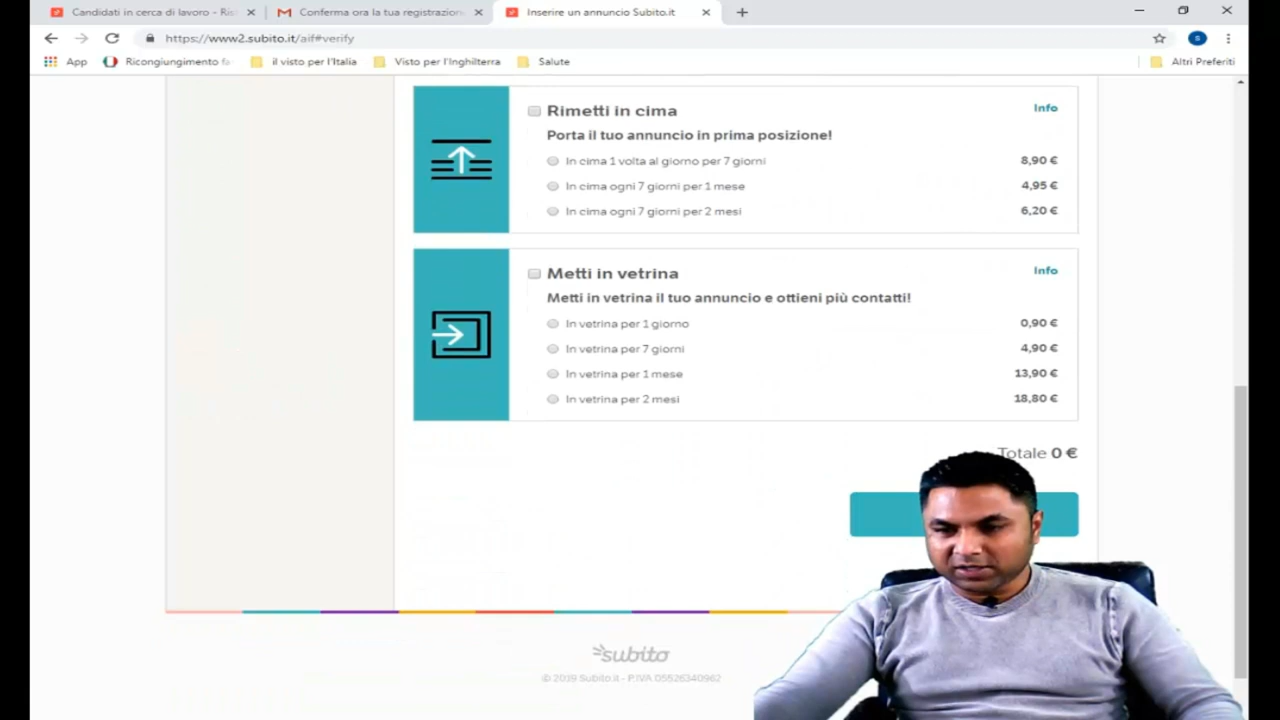 Candidati in cerca di lavoro - Ris
Conferma ora la tua registrazione
Inserire un annuncio Subito.it
https://www2.subito.it/aif#verify
App
Ricongiungimento fa
il visto per l'Italia
Visto per l'Inghilterra
Salute
Altri Preferiti
Rimetti in cima
Info
Porta il tuo annuncio in prima posizione!
In cima 1 volta al giorno per 7 giorni 8,90 €
In cima ogni 7 giorni per 1 mese 4,95 €
In cima ogni 7 giorni per 2 mesi 6,20 €
Metti in vetrina
Info
Metti in vetrina il tuo annuncio e ottieni più contatti!
In vetrina per 1 giorno 0,90 €
In vetrina per 7 giorni 4,90 €
In vetrina per 1 mese 13,90 €
In vetrina per 2 mesi 18,80 €
Totale 0 €
subito
© 2019 Subito.it - P.IVA 05526340962